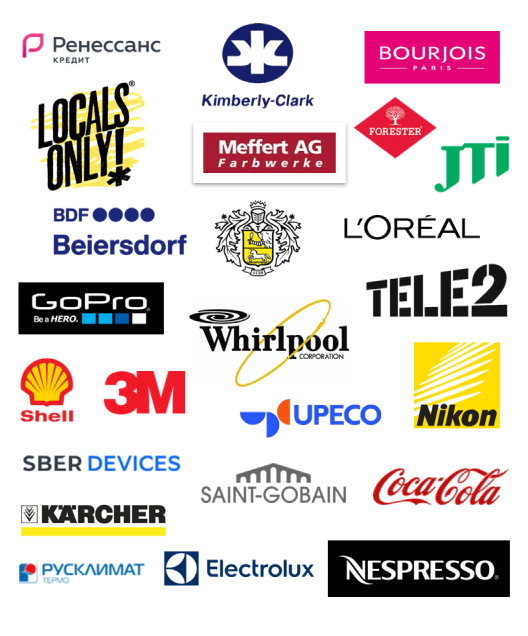 Ренессанс
КРЕДИТ
Kimberly-Clark
BOURJOIS
PARIS
LOCALS
ONLY!
®
Meffert AG
Farbwerke
FORESTER
JTi
BDF
Beiersdorf
L'ORÉAL
GoPro®
Be a HERO.
TELE2
Whirlpool
CORPORATION
Shell
3M
UPECO
Nikon
SBER DEVICES
SAINT-GOBAIN
Coca-Cola
KÄRCHER
РУСКЛИМАТ
ТЕРМО
Electrolux
NESPRESSO®